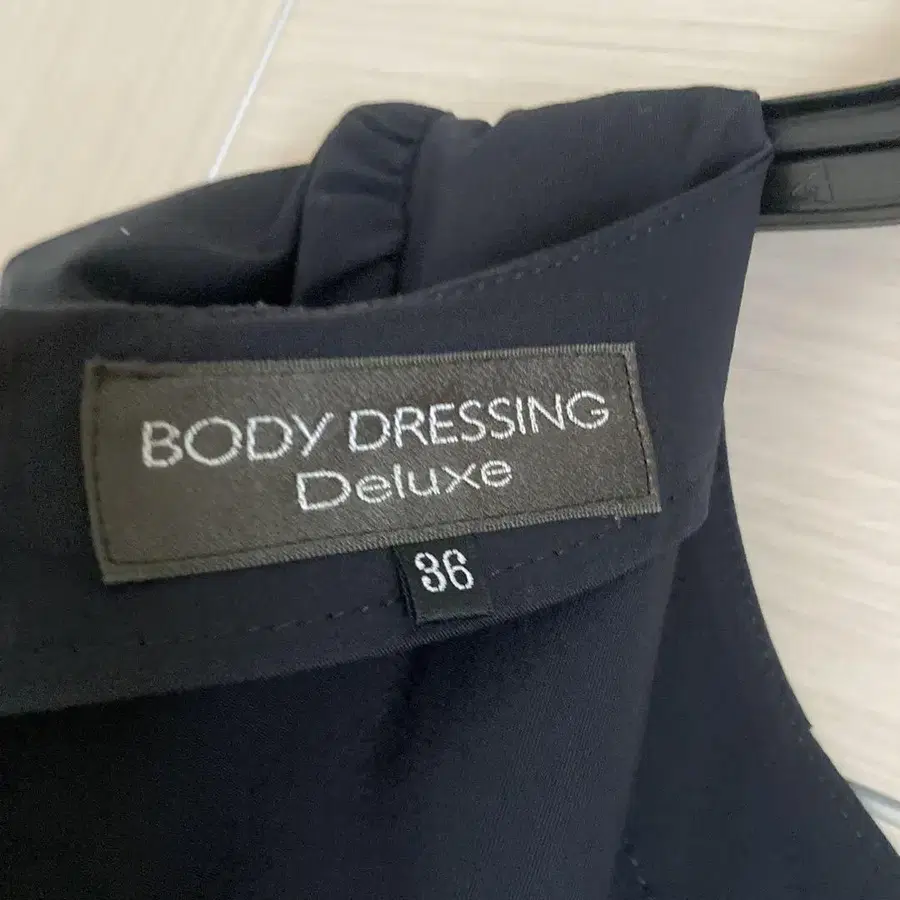 BODY DRESSING
Deluxe
36